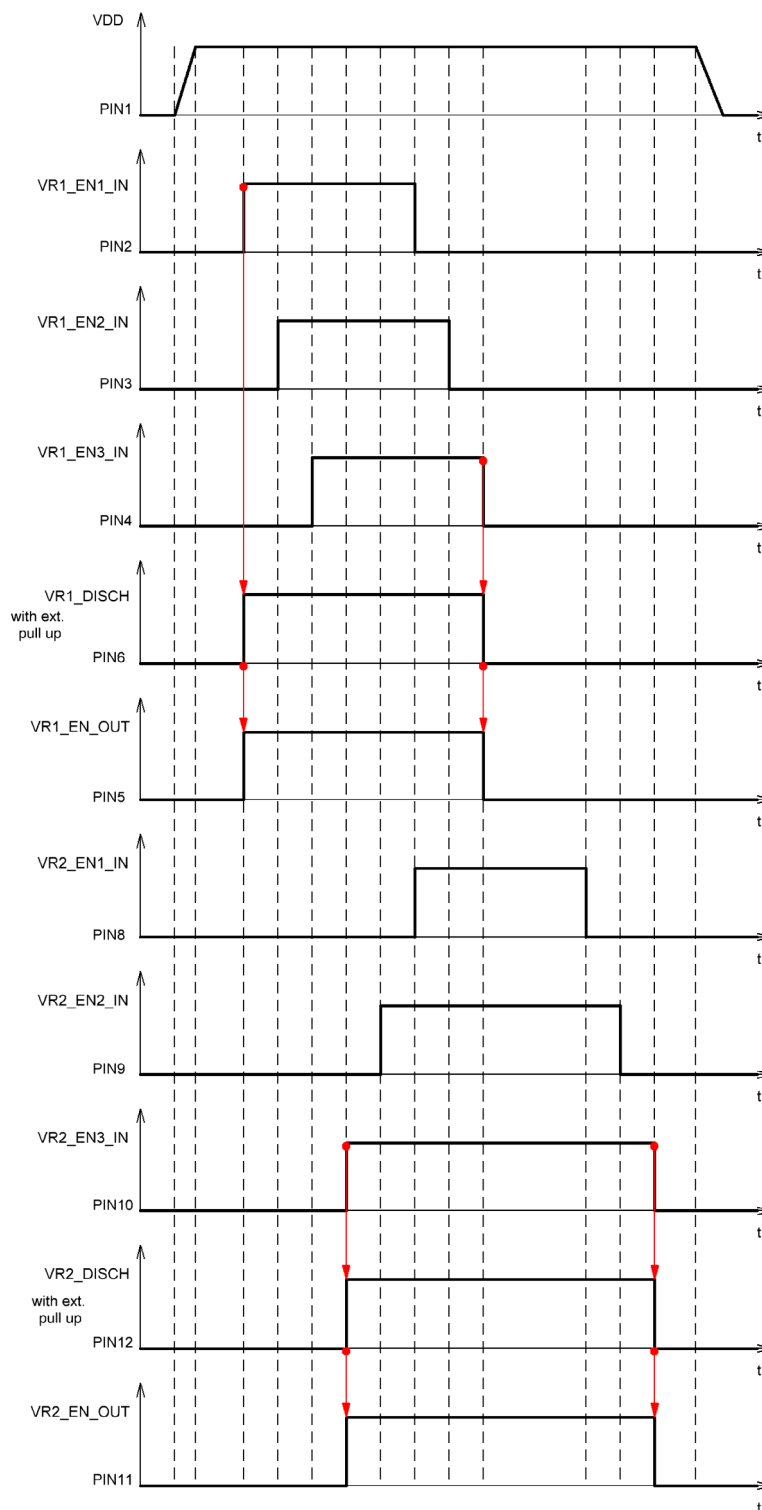 VDD
PIN1
t
VR1_EN1_IN
PIN2
t
VR1_EN2_IN
PIN3
t
VR1_EN3_IN
PIN4
t
VR1_DISCH
with ext.
pull up
PIN6
t
VR1_EN_OUT
PIN5
t
VR2_EN1_IN
PIN8
t
VR2_EN2_IN
PIN9
t
VR2_EN3_IN
PIN10
t
VR2_DISCH
with ext.
pull up
PIN12
t
VR2_EN_OUT
PIN11
t